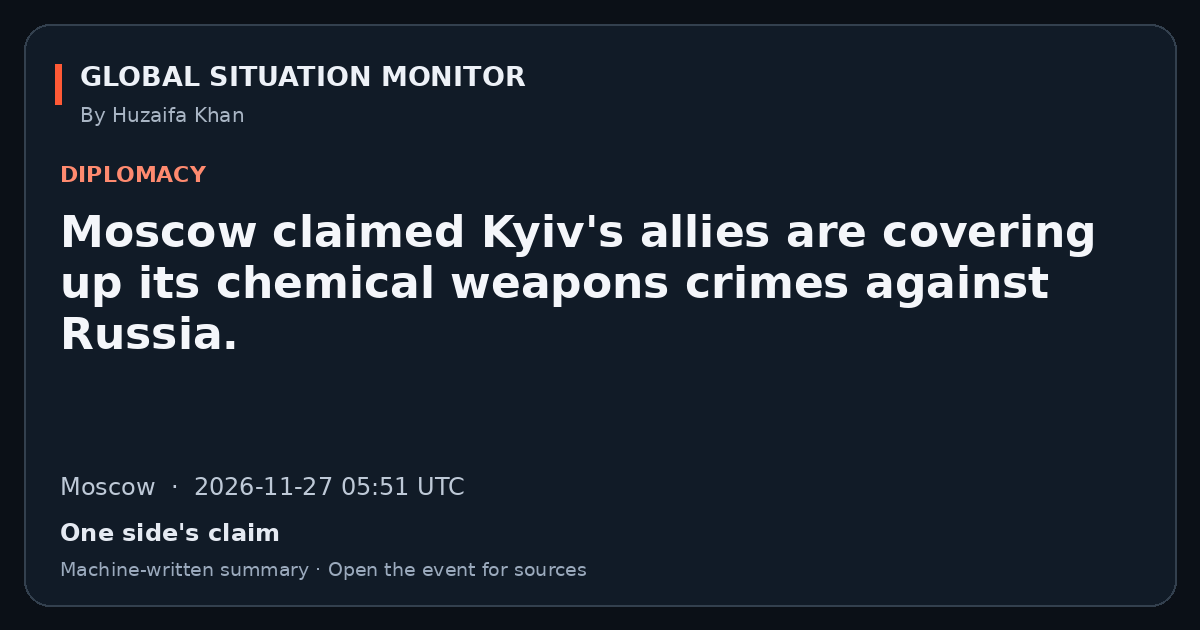 GLOBAL SITUATION MONITOR
By Huzaifa Khan
DIPLOMACY
Moscow claimed Kyiv's allies are covering
up its chemical weapons crimes against
Russia.
Moscow · 2026-11-27 05:51 UTC
One side's claim
Machine-written summary · Open the event for sources